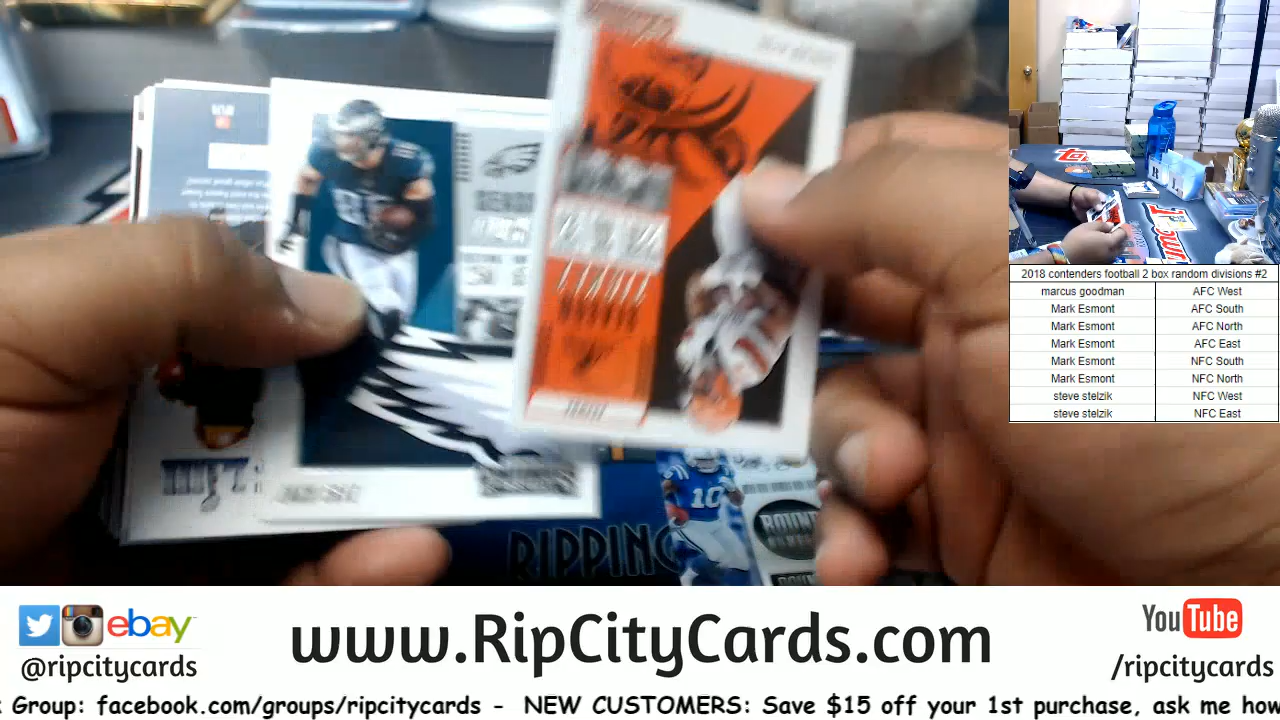 RIPPING
10
2018 contenders football 2 box random divisions #2
marcus goodman AFC West
Mark Esmont AFC South
Mark Esmont AFC North
Mark Esmont AFC East
Mark Esmont NFC South
Mark Esmont NFC North
steve stelzik NFC West
steve stelzik NFC East
ebay
@ripcitycards
www.RipCityCards.com
YouTube
/ripcitycards
Group: facebook.com/groups/ripcitycards - NEW CUSTOMERS: Save $15 off your 1st purchase, ask me how